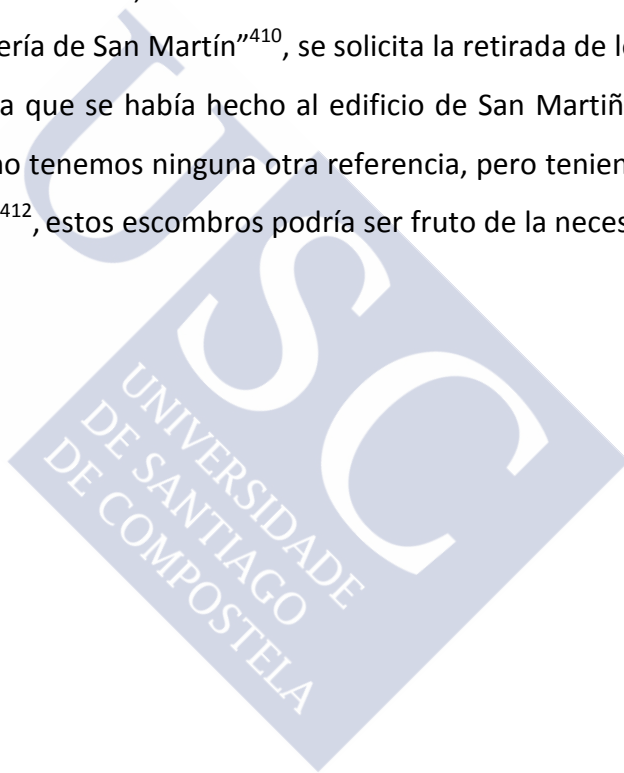 ería de San Martín”410, se solicita la retirada de
a que se había hecho al edificio de San Martiñ
no tenemos ninguna otra referencia, pero tenien
412, estos escombros podría ser fruto de la neces
USC
UNIVERSIDADE
DE SANTIAGO
DE COMPOSTELA